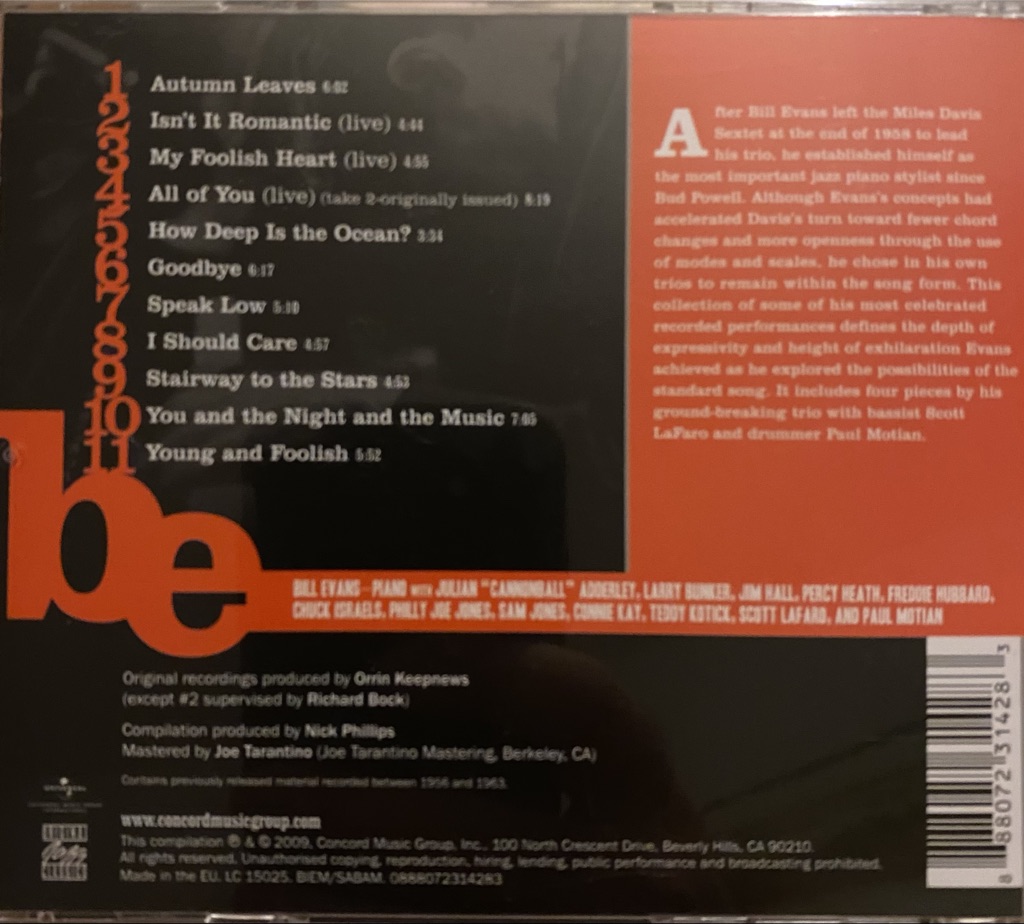 1 Autumn Leaves 6:02
2 Isn't It Romantic (live) 4:44
3 My Foolish Heart (live) 4:55
4 All of You (live) (take 2-originally issued) 8:19
5 How Deep Is the Ocean? 3:34
6 Goodbye 6:17
7 Speak Low 5:10
8 I Should Care 4:57
9 Stairway to the Stars 4:53
10 You and the Night and the Music 7:05
11 Young and Foolish 5:52
After Bill Evans left the Miles Davis
Sextet at the end of 1958 to lead
his trio, he established himself as
the most important jazz piano stylist since
Bud Powell. Although Evans's concepts had
accelerated Davis's turn toward fewer chord
changes and more openness through the use
of modes and scales, he chose in his own
trios to remain within the song form. This
collection of some of his most celebrated
recorded performances defines the depth of
expressivity and height of exhilaration Evans
achieved as he explored the possibilities of the
standard song. It includes four pieces by his
ground-breaking trio with bassist Scott
LaFaro and drummer Paul Motian.
be
BILL EVANS—PIANO WITH JULIAN "CANNONBALL" ADDERLEY, LARRY BUNKER, JIM HALL, PERCY HEATH, FREDDIE HUBBARD,
CHUCK ISRAELS, PHILLY JOE JONES, SAM JONES, CONNIE KAY, TEDDY KOTICK, SCOTT LAFARO, AND PAUL MOTIAN
Original recordings produced by Orrin Keepnews
(except #2 supervised by Richard Bock)
Compilation produced by Nick Phillips
Mastered by Joe Tarantino (Joe Tarantino Mastering, Berkeley, CA)
Contains previously released material recorded between 1956 and 1963.
www.concordmusicgroup.com
This compilation ℗ & © 2009, Concord Music Group, Inc., 100 North Crescent Drive, Beverly Hills, CA 90210.
All rights reserved. Unauthorised copying, reproduction, hiring, lending, public performance and broadcasting prohibited.
Made in the EU. LC 15025. BIEM/SABAM. 0888072314283
UNIVERSAL
Jazz
8 88072 31428 3